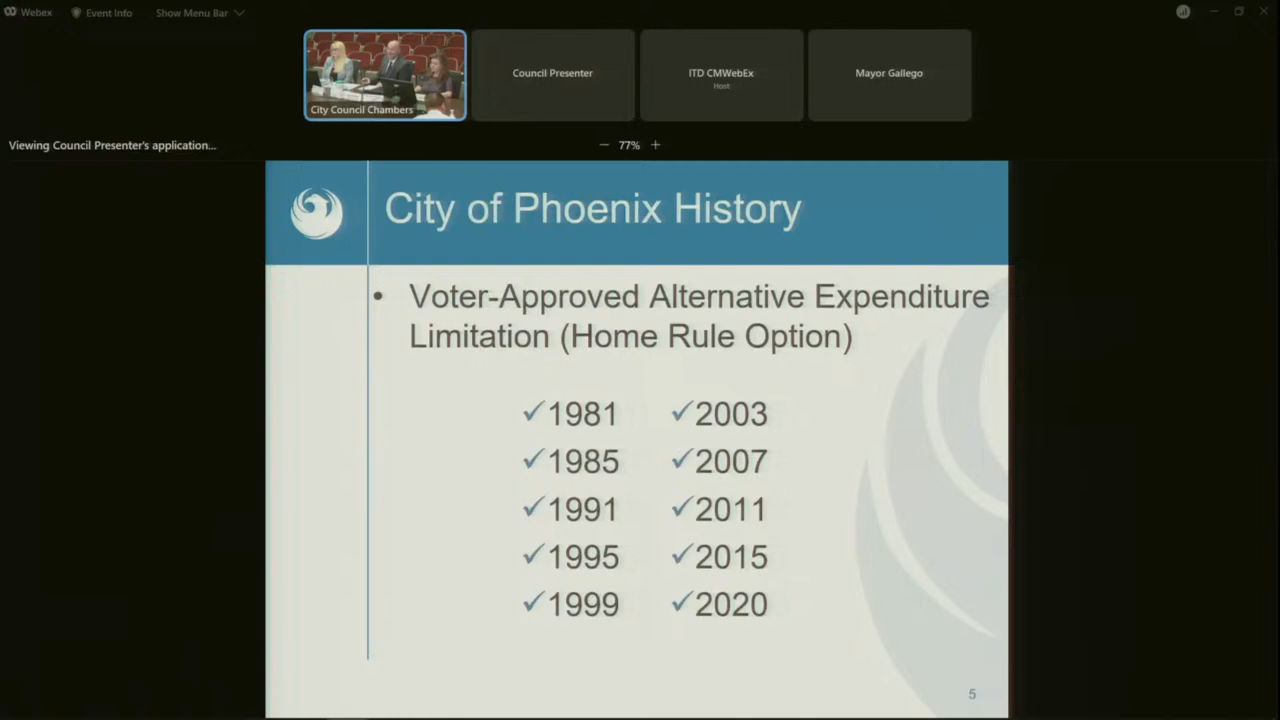 Webex
Event Info
Show Menu Bar
City Council Chambers
Council Presenter
ITD CMWebEx
Host
Mayor Gallego
Viewing Council Presenter's application...
77%
City of Phoenix History
• Voter-Approved Alternative Expenditure
Limitation (Home Rule Option)
✓1981 ✓2003
✓1985 ✓2007
✓1991 ✓2011
✓1995 ✓2015
✓1999 ✓2020
5